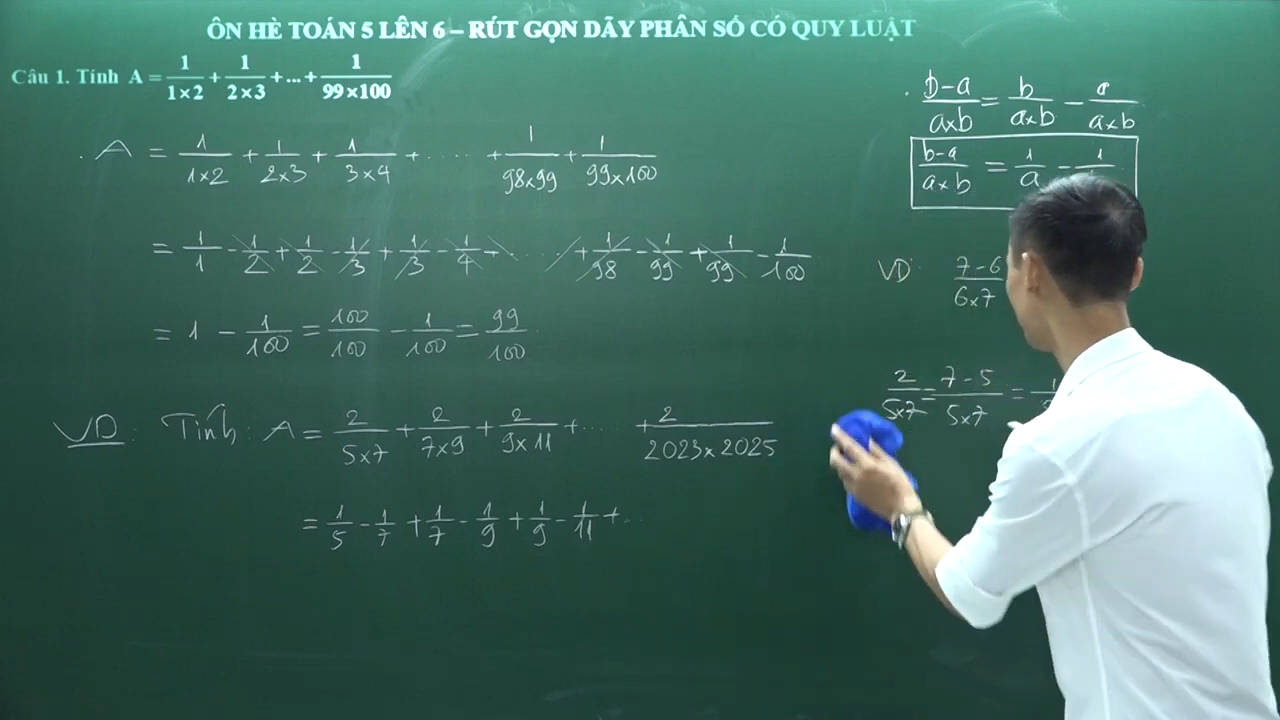 ÔN HÈ TOÁN 5 LÊN 6 – RÚT GỌN DÃY PHÂN SỐ CÓ QUY LUẬT
Câu 1. Tính A = 1/(1×2) + 1/(2×3) + ... + 1/(99×100)
A = 1/(1×2) + 1/(2×3) + 1/(3×4) + ..... + 1/(98×99) + 1/(99×100)
= 1/1 - 1/2 + 1/2 - 1/3 + 1/3 - 1/4 + ..... + 1/98 - 1/99 + 1/99 - 1/100
= 1 - 1/100 = 100/100 - 1/100 = 99/100
VD: Tính: A = 2/(5×7) + 2/(7×9) + 2/(9×11) + ..... + 2/(2023×2025)
= 1/5 - 1/7 + 1/7 - 1/9 + 1/9 - 1/11 + ...
(b-a)/(a×b) = b/(a×b) - a/(a×b)
(b-a)/(a×b) = 1/a - 1/
VD: (7-6)/(6×7)
2/(5×7) = (7-5)/(5×7) = 1/